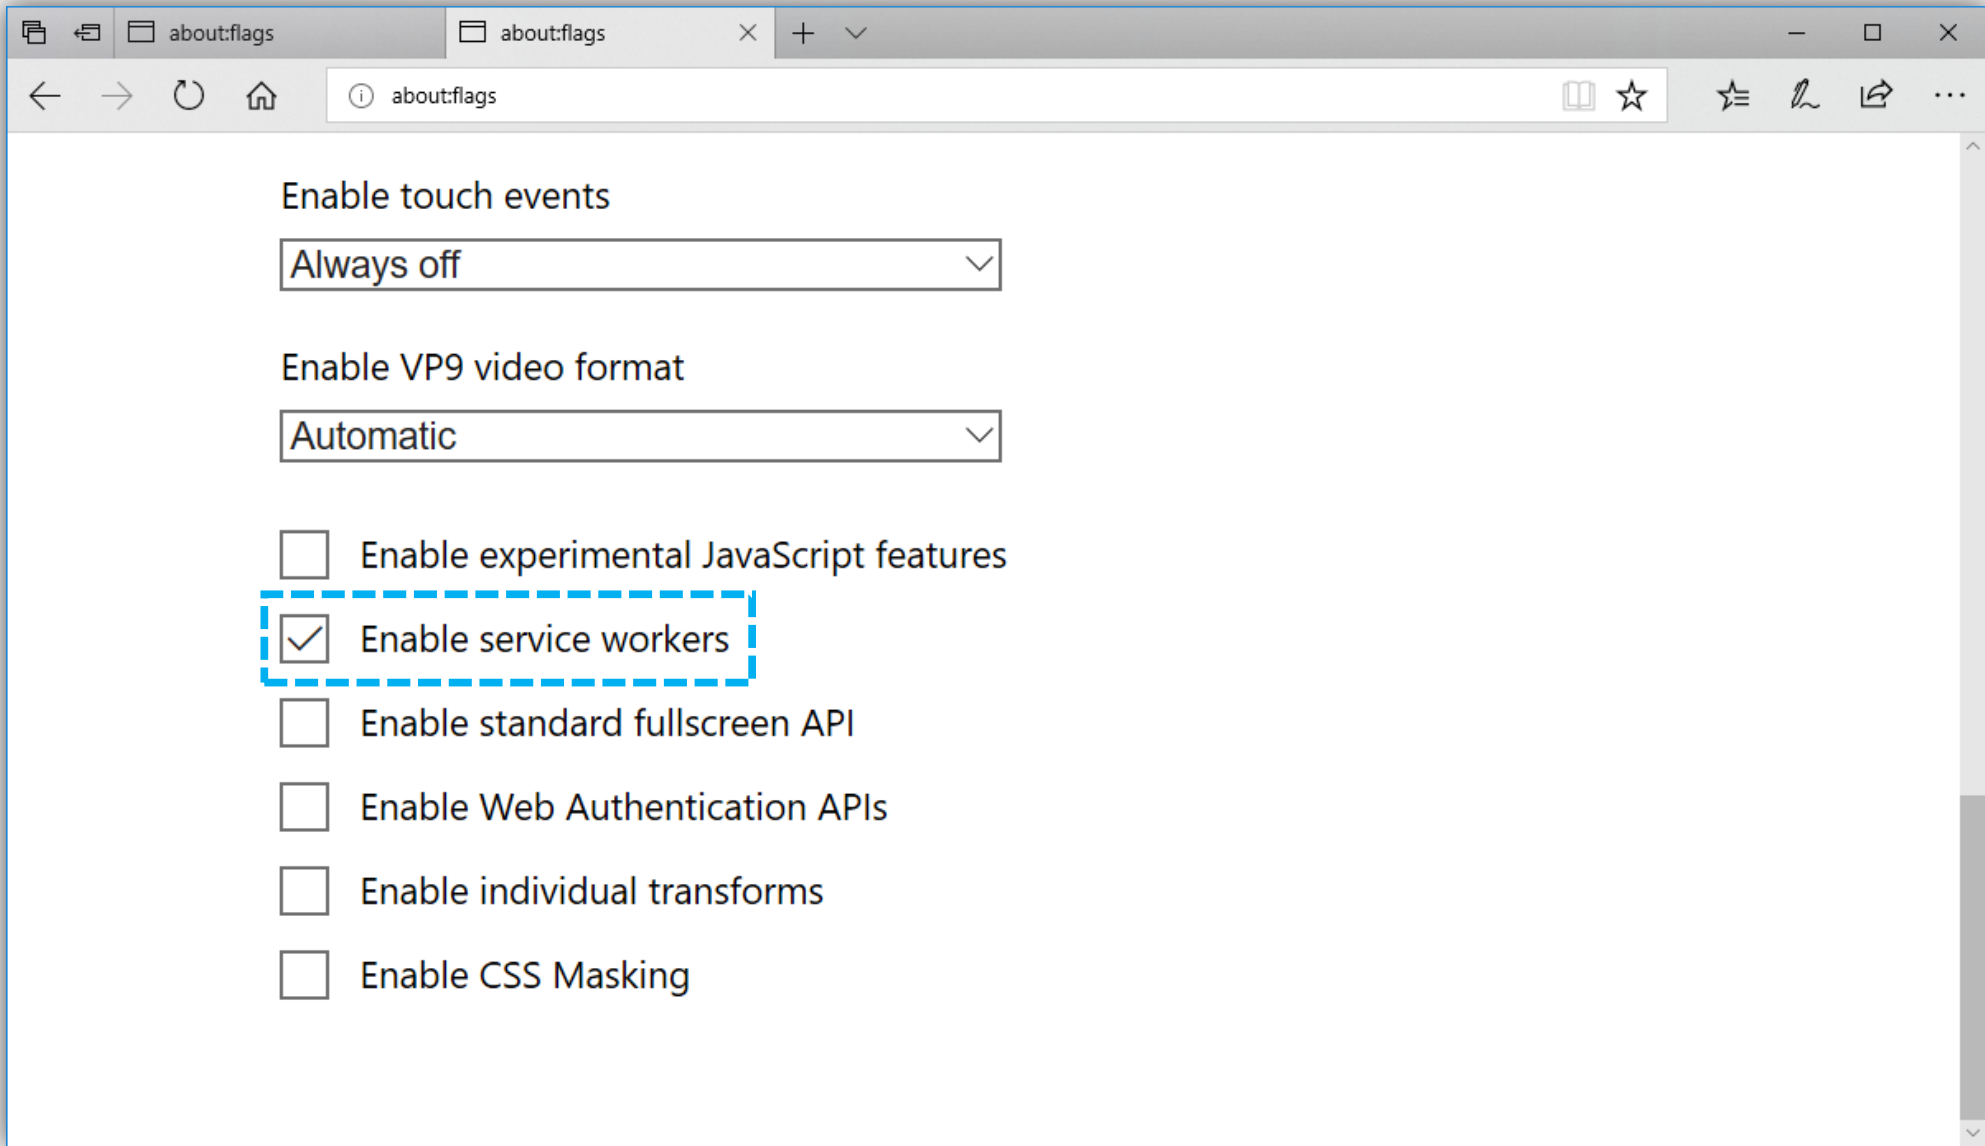 about:flags
about:flags
about:flags
Enable touch events
Always off
Enable VP9 video format
Automatic
Enable experimental JavaScript features
Enable service workers
Enable standard fullscreen API
Enable Web Authentication APIs
Enable individual transforms
Enable CSS Masking